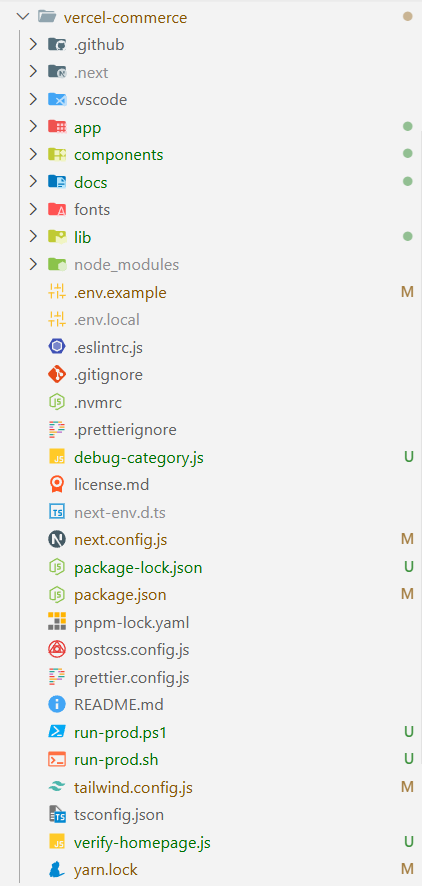 vercel-commerce
.github
.next
.vscode
app
components
docs
fonts
lib
node_modules
.env.example M
.env.local
.eslintrc.js
.gitignore
.nvmrc
.prettierignore
debug-category.js U
license.md
next-env.d.ts
next.config.js M
package-lock.json U
package.json M
pnpm-lock.yaml
postcss.config.js
prettier.config.js
README.md
run-prod.ps1 U
run-prod.sh U
tailwind.config.js M
tsconfig.json
verify-homepage.js U
yarn.lock M